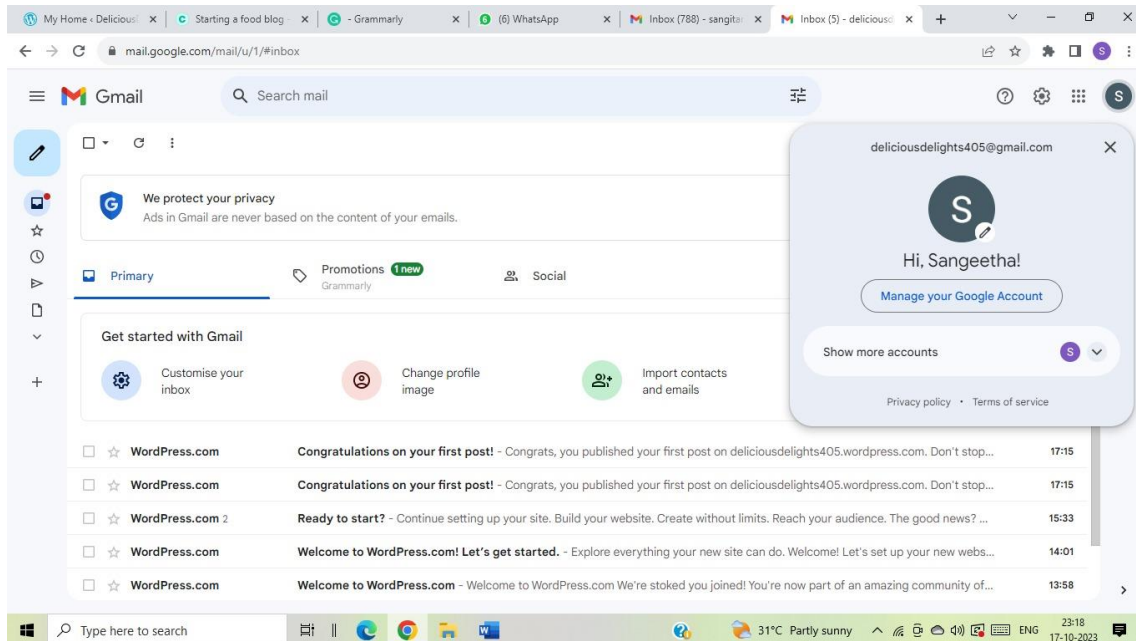 My Home ‹ Delicious
Starting a food blog -
- Grammarly
(6) WhatsApp
Inbox (788) - sangita
Inbox (5) - deliciousd
mail.google.com/mail/u/1/#inbox
S
Gmail
Search mail
S
deliciousdelights405@gmail.com
We protect your privacy
Ads in Gmail are never based on the content of your emails.
S
Hi, Sangeetha!
Manage your Google Account
Primary
Promotions 1 new
Grammarly
Social
Show more accounts S
Privacy policy • Terms of service
Get started with Gmail
Customise your
inbox
Change profile
image
Import contacts
and emails
WordPress.com Congratulations on your first post! - Congrats, you published your first post on deliciousdelights405.wordpress.com. Don't stop... 17:15
WordPress.com Congratulations on your first post! - Congrats, you published your first post on deliciousdelights405.wordpress.com. Don't stop... 17:15
WordPress.com 2 Ready to start? - Continue setting up your site. Build your website. Create without limits. Reach your audience. The good news? ... 15:33
WordPress.com Welcome to WordPress.com! Let's get started. - Explore everything your new site can do. Welcome! Let's set up your new webs... 14:01
WordPress.com Welcome to WordPress.com - Welcome to WordPress.com We're stoked you joined! You're now part of an amazing community of... 13:58
Type here to search
31°C Partly sunny
ENG
23:18
17-10-2023